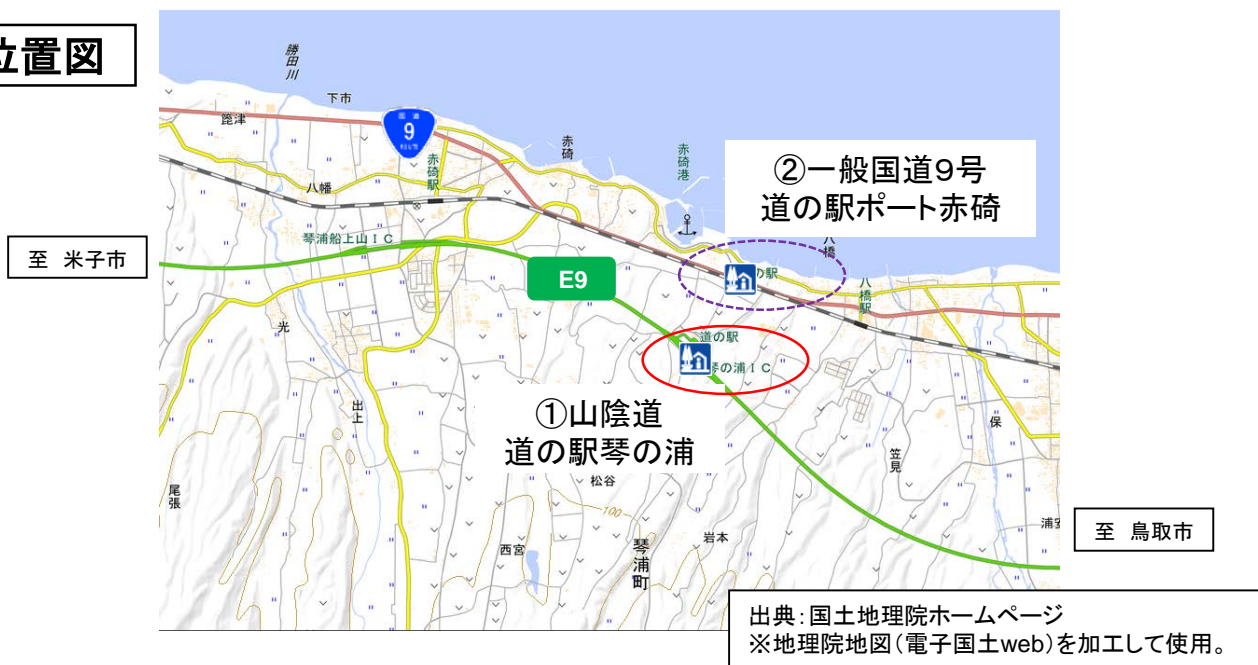 位置図
勝田川
下市
箆津
国道
9
ROUTE
赤碕
赤碕駅
赤碕港
②一般国道9号
道の駅ポート赤碕
八幡
八橋
至 米子市
琴浦船上山IC
の駅
E9
八橋駅
光
道の駅
琴の浦IC
①山陰道
道の駅琴の浦
出上
保
笠見
尾張
松谷
100
西宮
岩本
琴浦町
浦安
至 鳥取市
出典:国土地理院ホームページ
※地理院地図(電子国土web)を加工して使用。